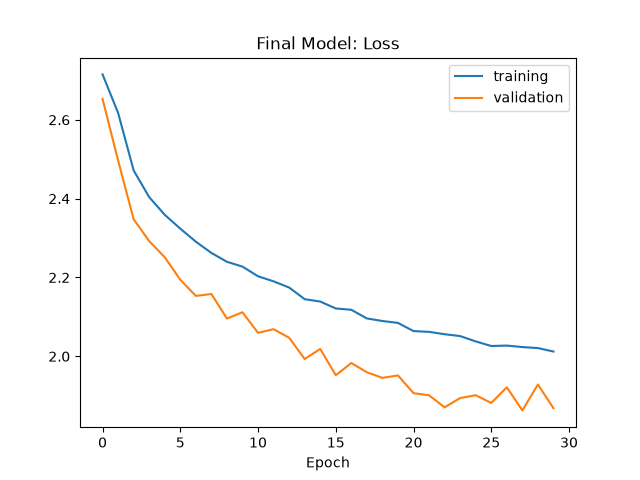 Final Model: Loss
training
validation
2.6
2.4
2.2
2.0
0 5 10 15 20 25 30
Epoch